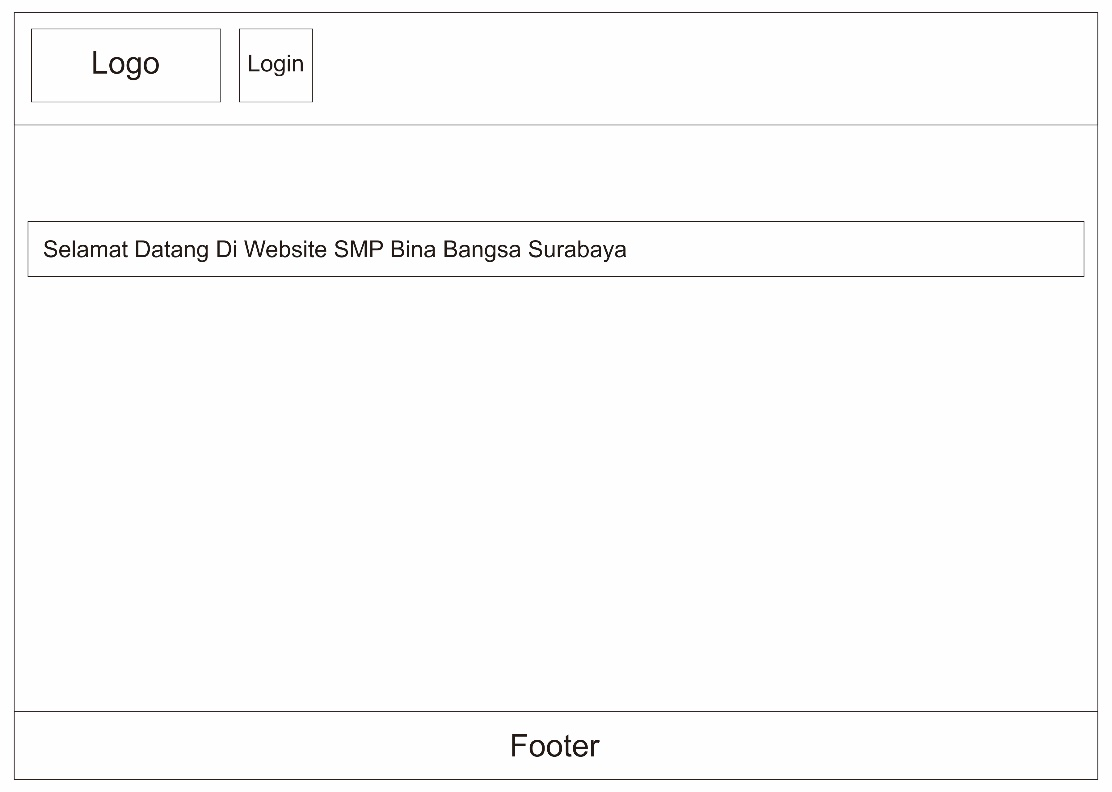 Logo
Login
Selamat Datang Di Website SMP Bina Bangsa Surabaya
Footer